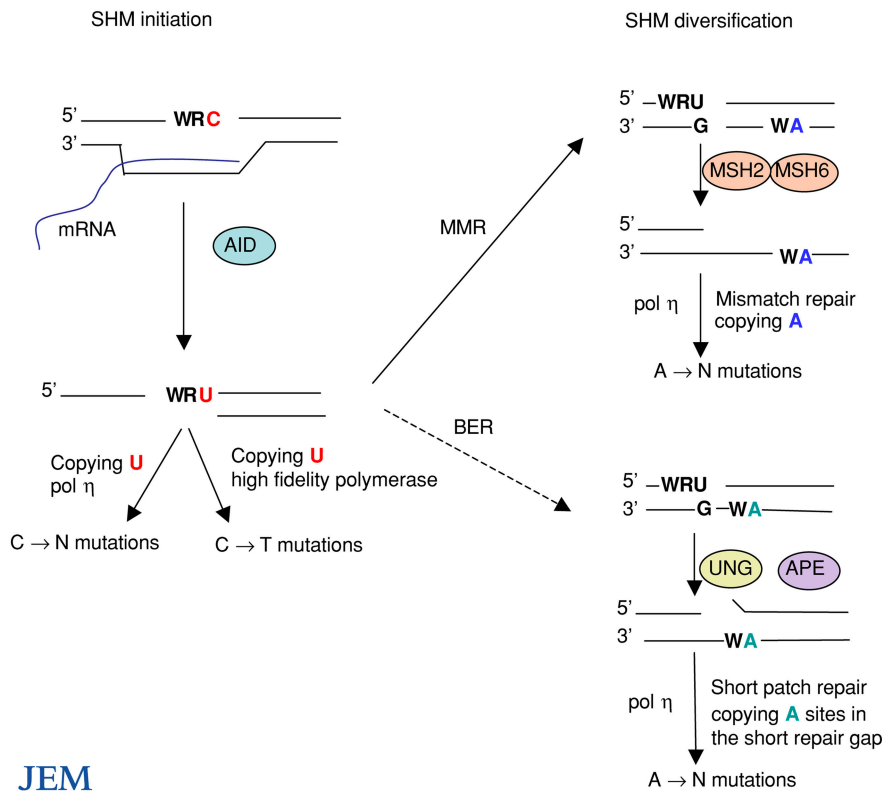 SHM initiation
5’
WRC
3’
mRNA
AID
5’
WRU
Copying U
pol η
Copying U
high fidelity polymerase
C → N mutations
C → T mutations
MMR
BER
SHM diversification
5’
WRU
3’
G
WA
MSH2
MSH6
WA
pol η
Mismatch repair
copying A
A → N mutations
5’
WRU
3’
G
WA
UNG
APE
5’
3’
WA
pol η
Short patch repair
copying A sites in
the short repair gap
A → N mutations
JEM